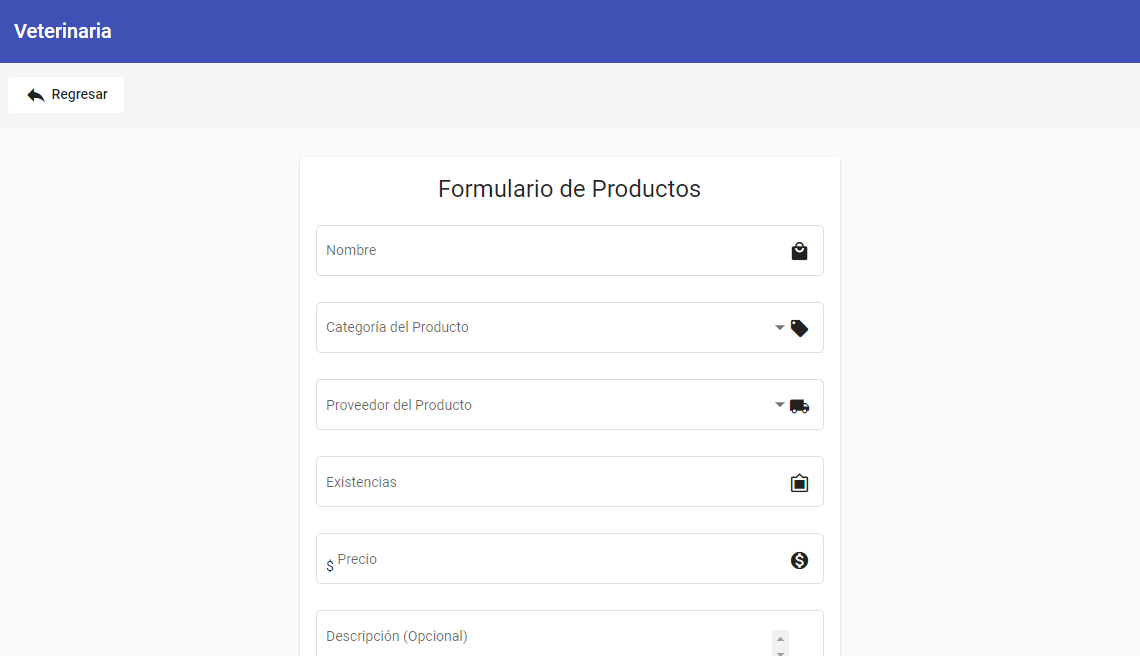 Veterinaria
Regresar
Formulario de Productos
Nombre
Categoría del Producto
Proveedor del Producto
Existencias
$ Precio
Descripción (Opcional)